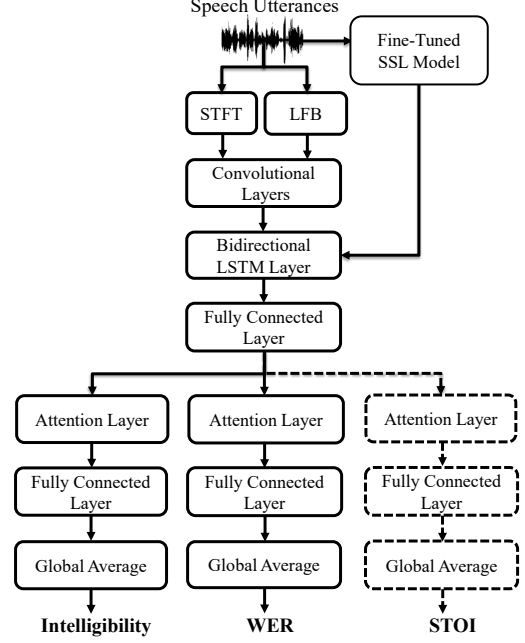 Speech Utterances
Fine-Tuned
SSL Model
STFT
LFB
Convolutional
Layers
Bidirectional
LSTM Layer
Fully Connected
Layer
Attention Layer
Attention Layer
Attention Layer
Fully Connected
Layer
Fully Connected
Layer
Fully Connected
Layer
Global Average
Global Average
Global Average
Intelligibility
WER
STOI